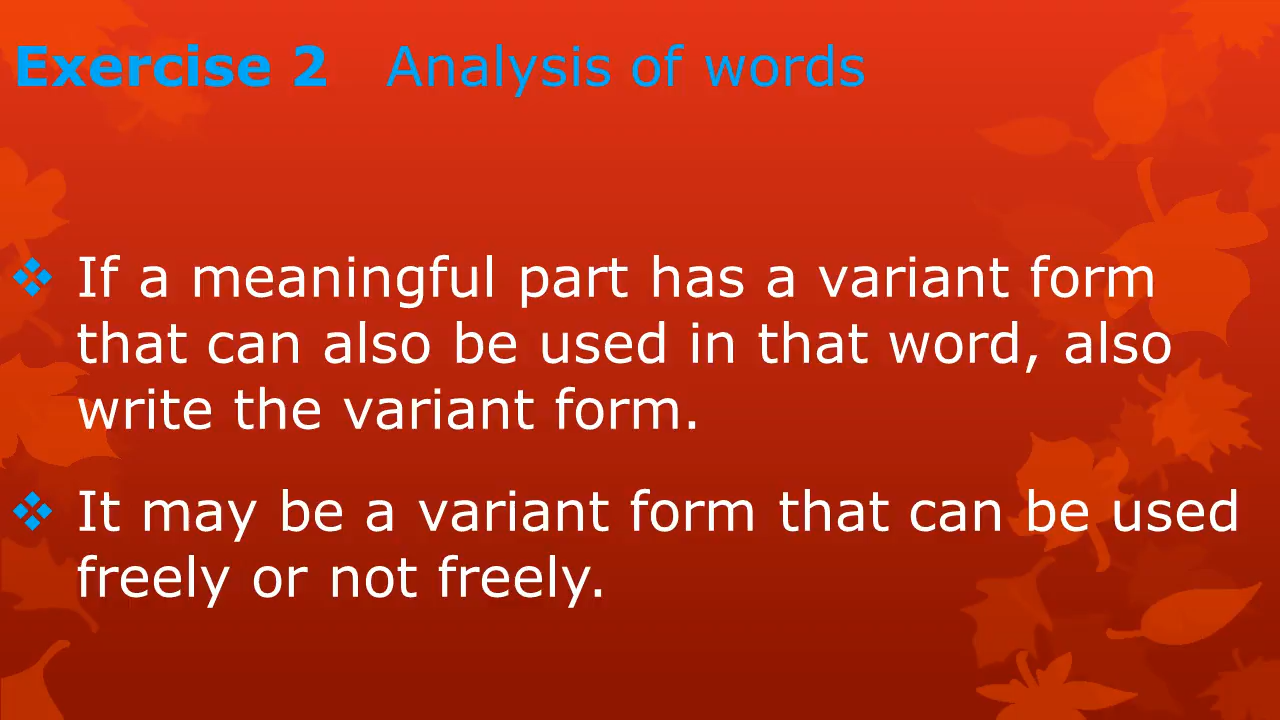 Exercise 2 Analysis of words
❖ If a meaningful part has a variant form
that can also be used in that word, also
write the variant form.
❖ It may be a variant form that can be used
freely or not freely.